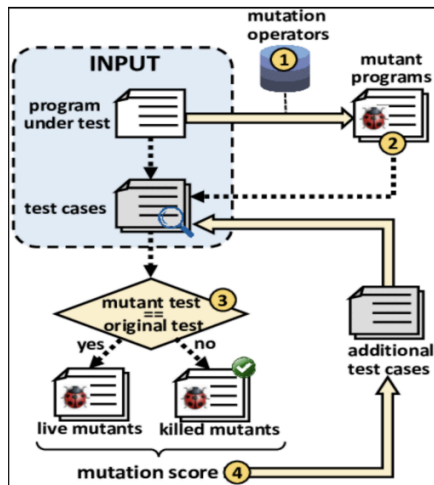 mutation
operators
1
INPUT
mutant
programs
program
under test
2
test cases
mutant test
==
original test
3
yes
no
additional
test cases
live mutants
killed mutants
mutation score
4